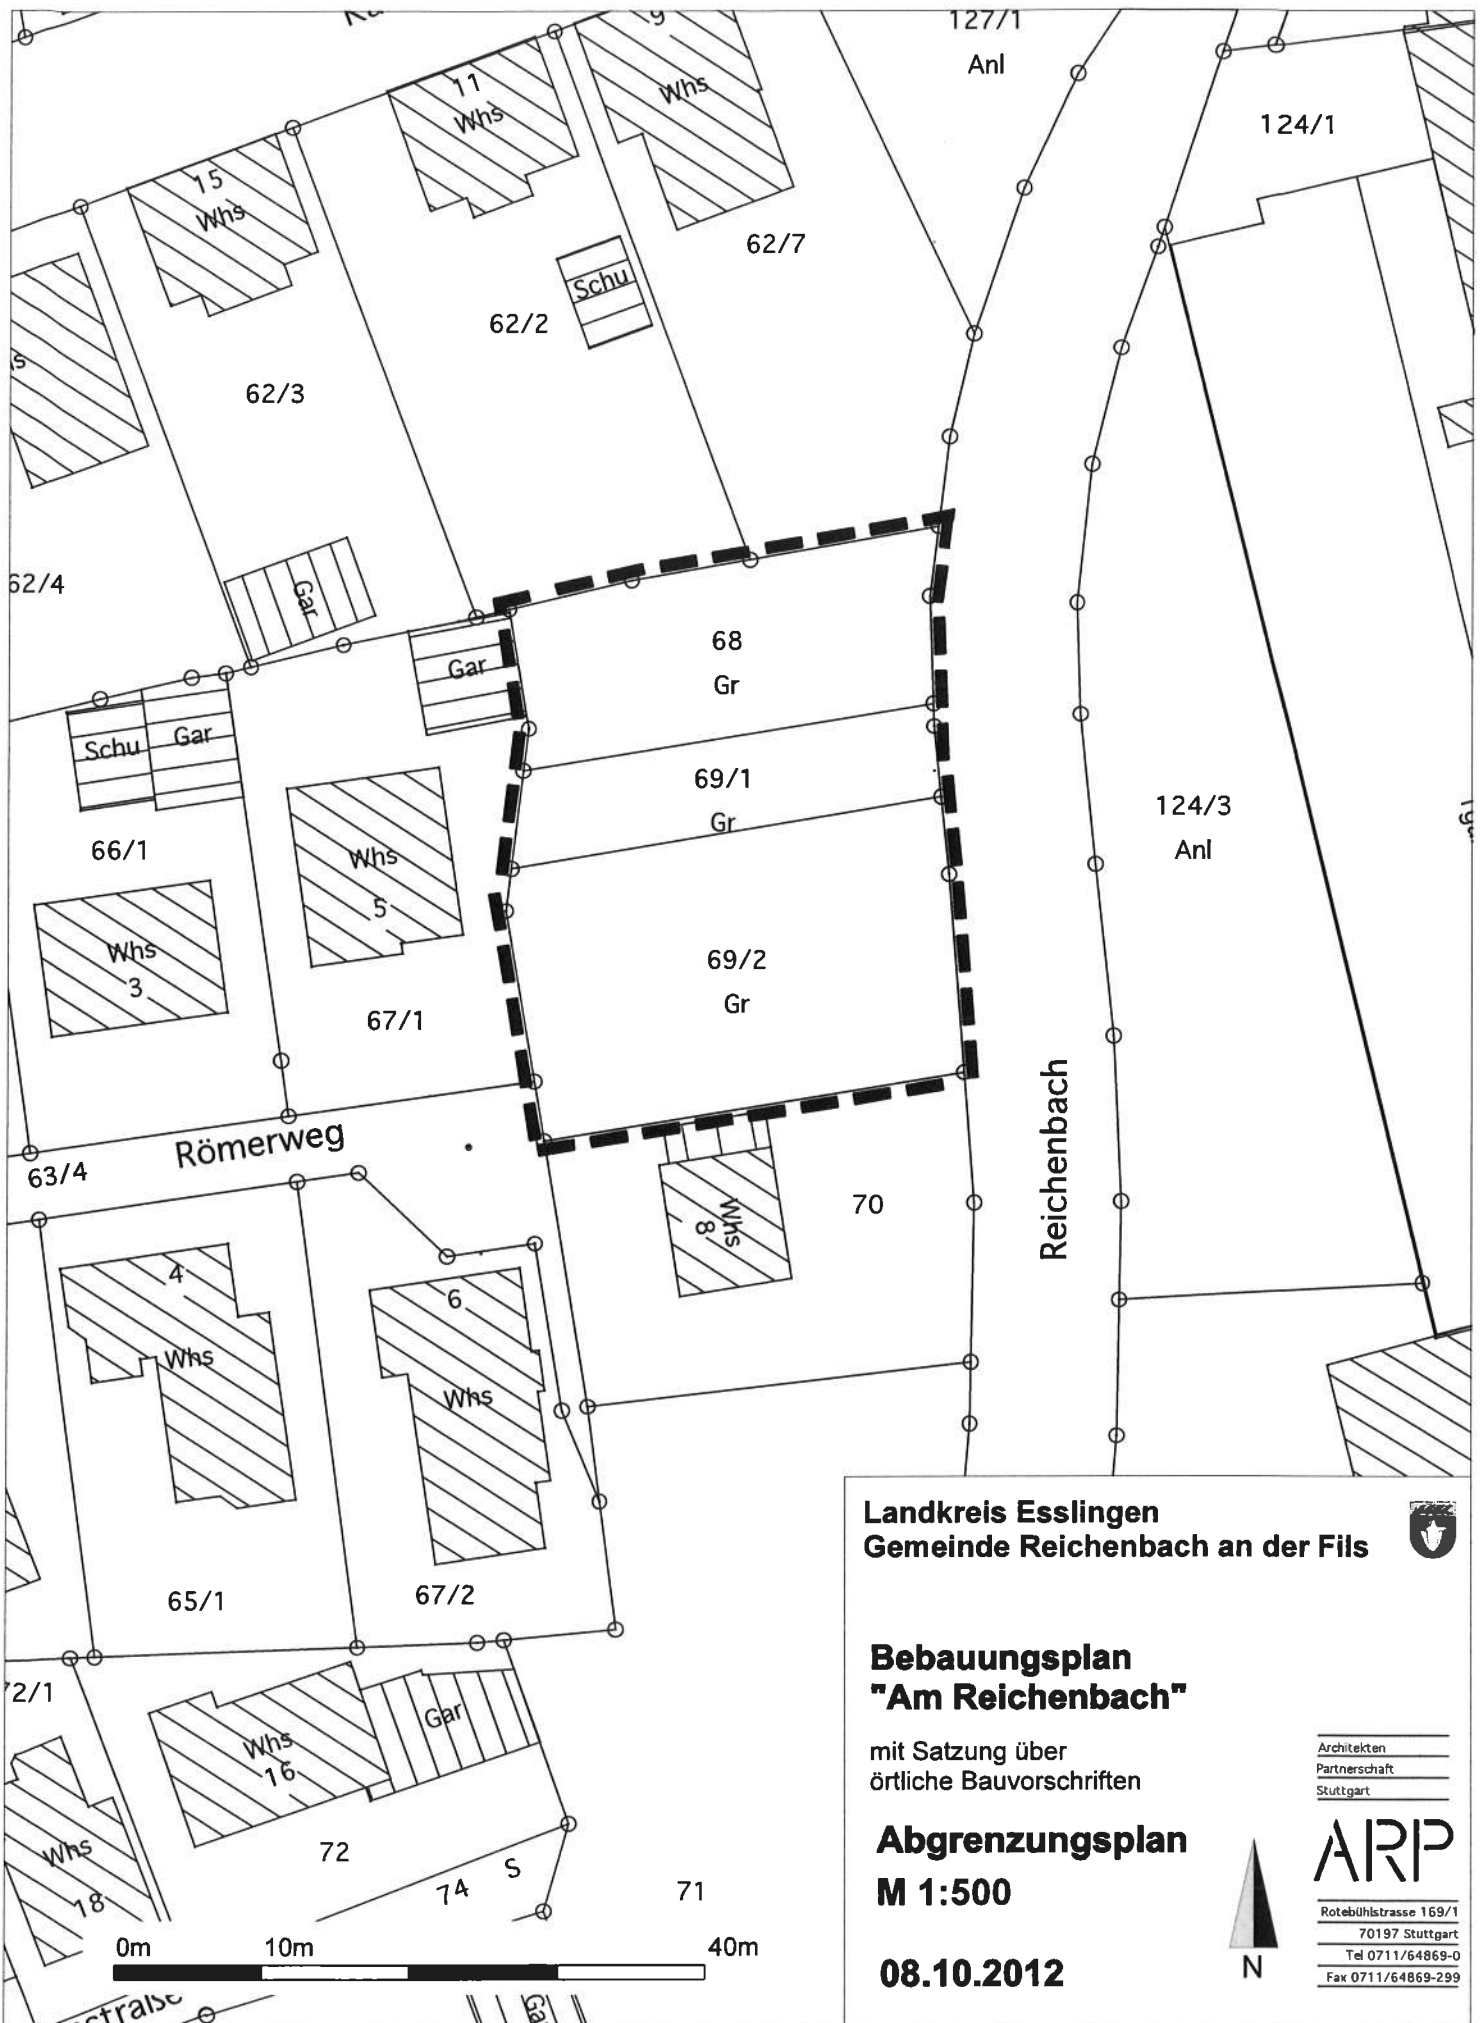 127/1
Anl
9
Whs
11
Whs
124/1
15
Whs
62/7
Schu
62/2
62/3
62/4
Gar
68
Gr
Gar
Schu
Gar
69/1
Gr
124/3
Anl
66/1
Whs
5
Whs
3
69/2
Gr
67/1
Reichenbach
Römerweg
63/4
Whs
8
70
4
Whs
6
Whs
65/1
67/2
Landkreis Esslingen
Gemeinde Reichenbach an der Fils
Bebauungsplan
"Am Reichenbach"
mit Satzung über
örtliche Bauvorschriften
Abgrenzungsplan
M 1:500
08.10.2012
N
Architekten
Partnerschaft
Stuttgart
ARP
Rotebühlstrasse 169/1
70197 Stuttgart
Tel 0711/64869-0
Fax 0711/64869-299
72/1
Whs
16
Gar
Whs
18
72
74
S
71
0m 10m 40m
straße
Ga